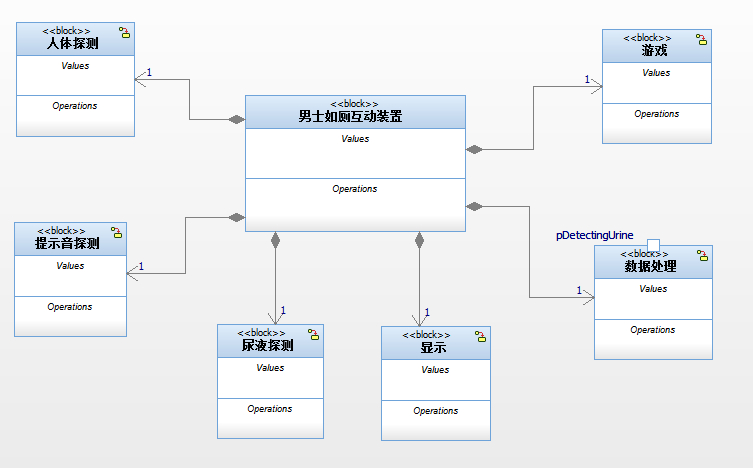 <<block>>
人体探测
Values
Operations
1
<<block>>
男士如厕互动装置
Values
Operations
<<block>>
游戏
Values
Operations
1
<<block>>
提示音探测
Values
Operations
1
pDetectingUrine
<<block>>
数据处理
Values
Operations
1
1
<<block>>
尿液探测
Values
Operations
1
<<block>>
显示
Values
Operations